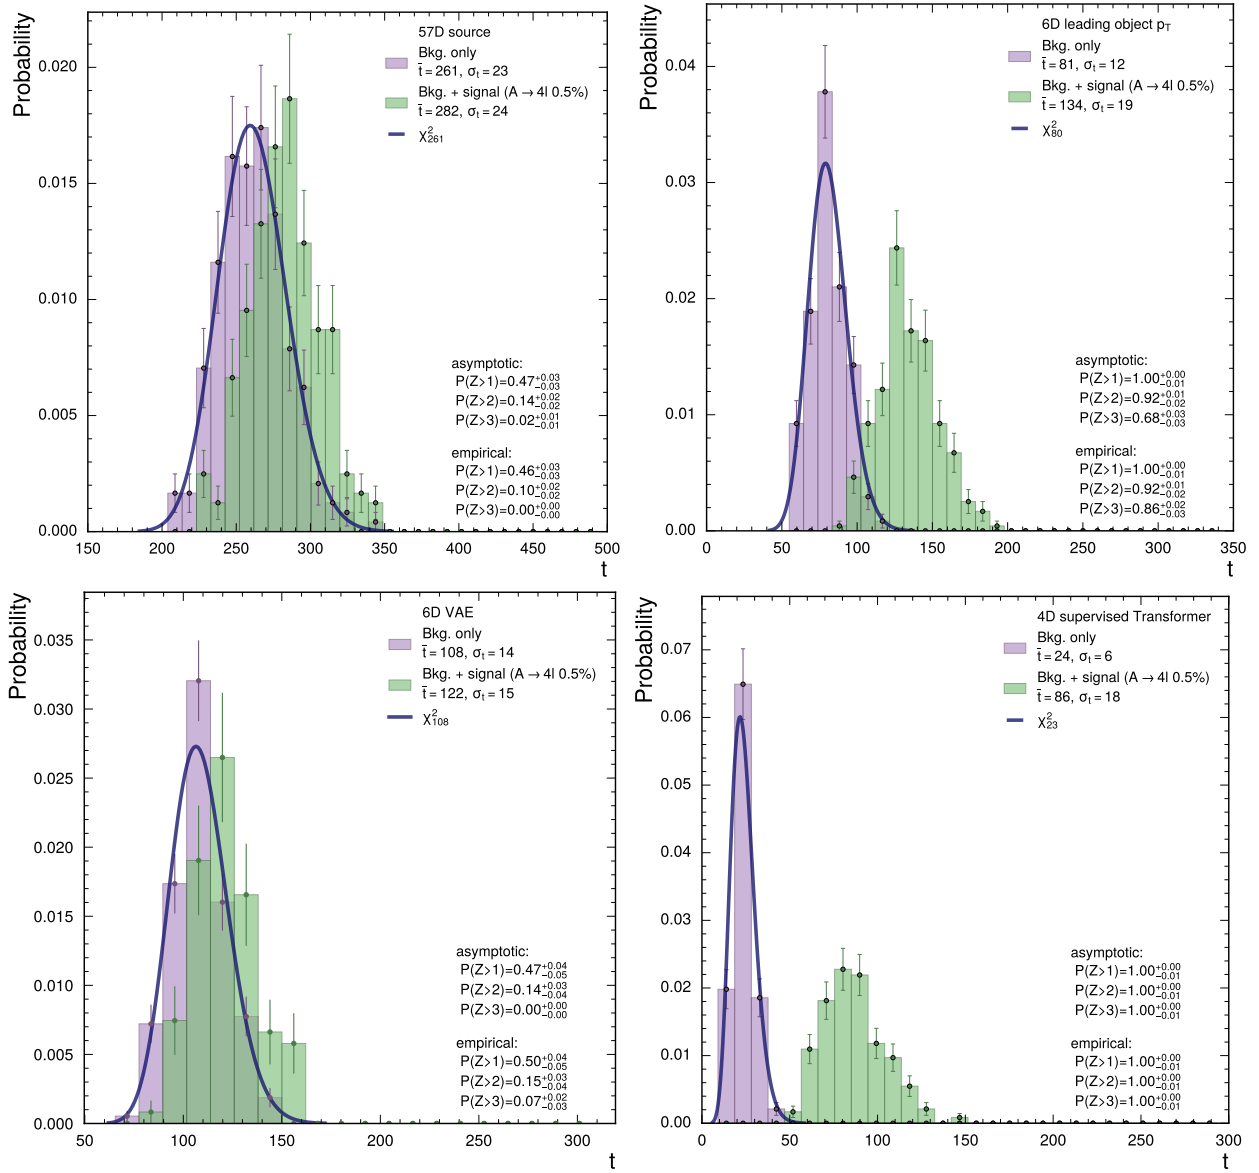 Probability
57D source
Bkg. only
t̄ = 261, σt = 23
Bkg. + signal (A → 4l 0.5%)
t̄ = 282, σt = 24
χ²261
asymptotic:
P(Z>1)=0.47+0.03−0.03
P(Z>2)=0.14+0.02−0.02
P(Z>3)=0.02+0.01−0.01
empirical:
P(Z>1)=0.46+0.03−0.03
P(Z>2)=0.10+0.02−0.02
P(Z>3)=0.00+0.00−0.00
0.020
0.015
0.010
0.005
0.000
150 200 250 300 350 400 450 500
t
Probability
6D leading object pT
Bkg. only
t̄ = 81, σt = 12
Bkg. + signal (A → 4l 0.5%)
t̄ = 134, σt = 19
χ²80
asymptotic:
P(Z>1)=1.00+0.00−0.01
P(Z>2)=0.92+0.01−0.02
P(Z>3)=0.68+0.03−0.03
empirical:
P(Z>1)=1.00+0.00−0.01
P(Z>2)=0.92+0.01−0.02
P(Z>3)=0.86+0.02−0.03
0.04
0.03
0.02
0.01
0.00
0 50 100 150 200 250 300 350
t
Probability
6D VAE
Bkg. only
t̄ = 108, σt = 14
Bkg. + signal (A → 4l 0.5%)
t̄ = 122, σt = 15
χ²108
asymptotic:
P(Z>1)=0.47+0.04−0.05
P(Z>2)=0.14+0.03−0.04
P(Z>3)=0.00+0.00−0.00
empirical:
P(Z>1)=0.50+0.04−0.05
P(Z>2)=0.15+0.03−0.04
P(Z>3)=0.07+0.02−0.03
0.035
0.030
0.025
0.020
0.015
0.010
0.005
0.000
50 100 150 200 250 300
t
Probability
4D supervised Transformer
Bkg. only
t̄ = 24, σt = 6
Bkg. + signal (A → 4l 0.5%)
t̄ = 86, σt = 18
χ²23
asymptotic:
P(Z>1)=1.00+0.00−0.01
P(Z>2)=1.00+0.00−0.01
P(Z>3)=1.00+0.00−0.01
empirical:
P(Z>1)=1.00+0.00−0.01
P(Z>2)=1.00+0.00−0.01
P(Z>3)=1.00+0.00−0.01
0.07
0.06
0.05
0.04
0.03
0.02
0.01
0.00
0 50 100 150 200 250 300
t